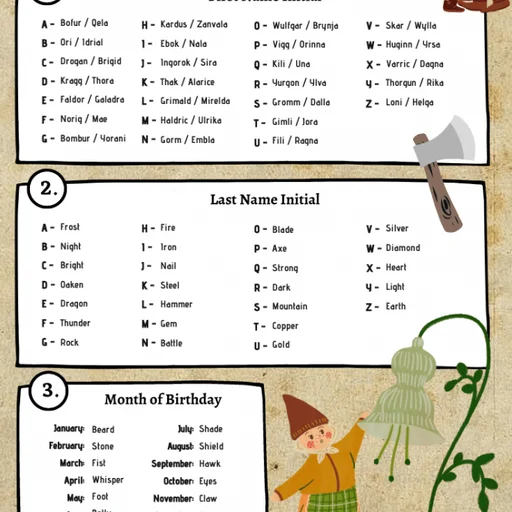 A - Bofur / Qela
B - Ori / Idrial
C - Drogan / Brigid
D - Kragg / Thora
E - Faldor / Galadra
F - Norig / Mae
G - Bombur / Yorani
H - Kardus / Zanvala
I - Ebok / Nala
J - Ingorok / Sira
K - Thak / Alarice
L - Grimald / Mirelda
M - Haldric / Ulrika
N - Gorm / Embla
O - Wulfgar / Brynja
P - Vigg / Orinna
Q - Kili / Una
R - Yurgon / Ylva
S - Gromm / Dalla
T - Gimli / Jora
U - Fili / Ragna
V - Skar / Wylla
W - Huginn / Yrsa
X - Varric / Dagna
Y - Thorgun / Rika
Z - Loni / Helga
2.
Last Name Initial
A - Frost
B - Night
C - Bright
D - Oaken
E - Dragon
F - Thunder
G - Rock
H - Fire
I - Iron
J - Nail
K - Steel
L - Hammer
M - Gem
N - Battle
O - Blade
P - Axe
Q - Strong
R - Dark
S - Mountain
T - Copper
U - Gold
V - Silver
W - Diamond
X - Heart
Y - Light
Z - Earth
3.
Month of Birthday
January: Beard
February: Stone
March: Fist
April: Whisper
May: Foot
July: Shade
August: Shield
September: Hawk
October: Eyes
November: Claw